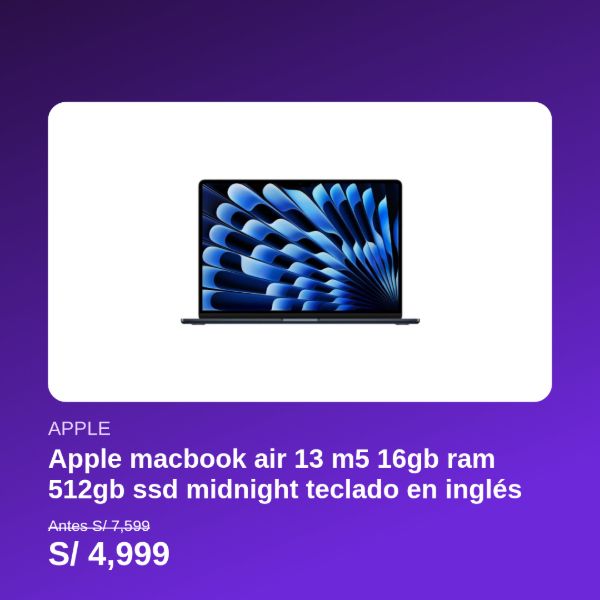 APPLE
Apple macbook air 13 m5 16gb ram
512gb ssd midnight teclado en inglés
Antes S/ 7,599
S/ 4,999